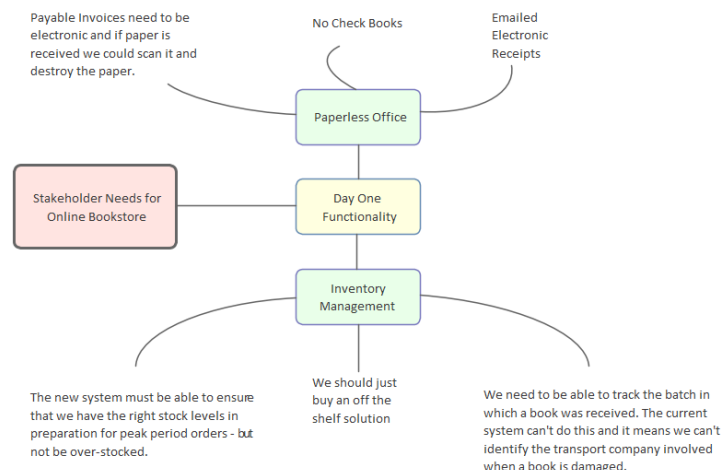 Payable Invoices need to be
electronic and if paper is
received we could scan it and
destroy the paper.
No Check Books
Emailed
Electronic
Receipts
Paperless Office
Stakeholder Needs for
Online Bookstore
Day One
Functionality
Inventory
Management
The new system must be able to ensure
that we have the right stock levels in
preparation for peak period orders - but
not be over-stocked.
We should just
buy an off the
shelf solution
We need to be able to track the batch in
which a book was received. The current
system can't do this and it means we can't
identify the transport company involved
when a book is damaged.